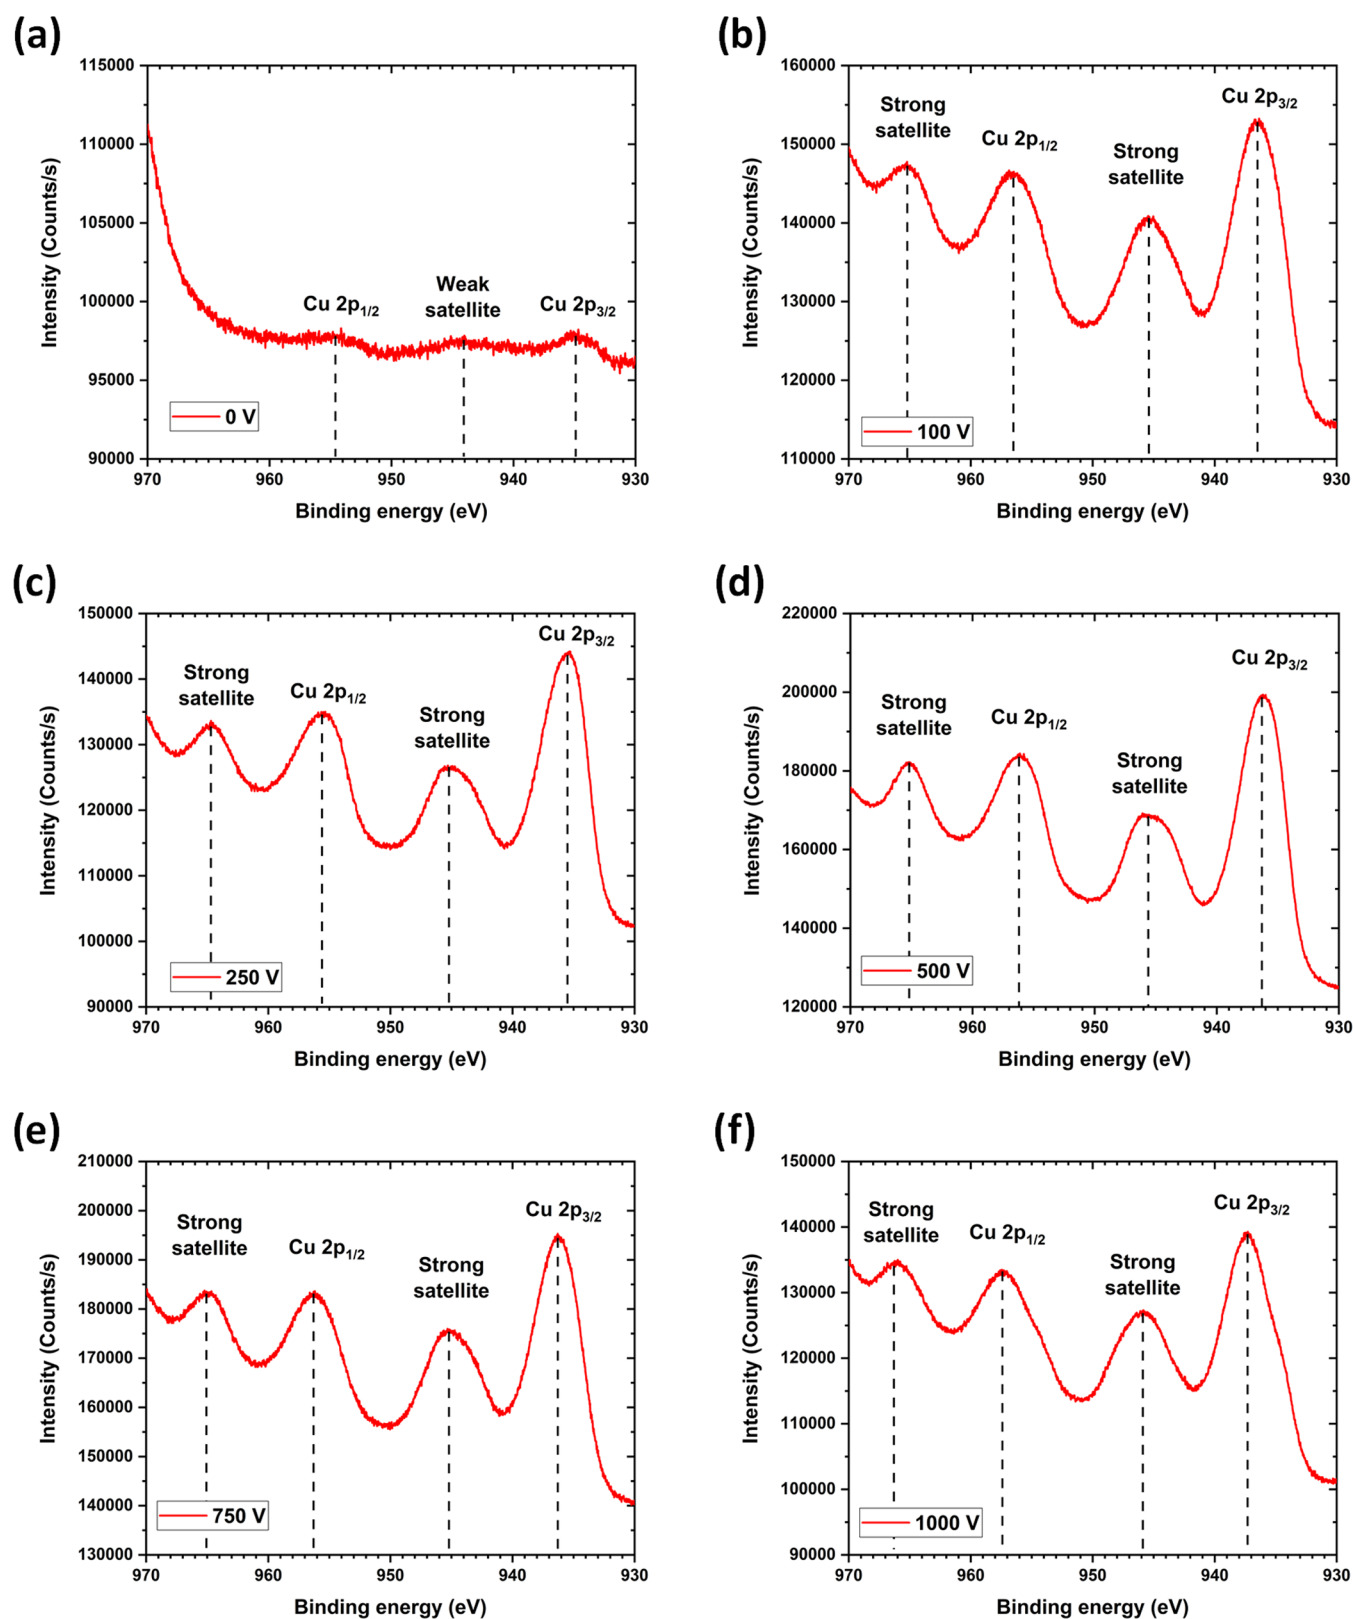 (a)
115000
110000
105000
100000
95000
90000
Intensity (Counts/s)
Cu 2p1/2
Weak
satellite
Cu 2p3/2
0 V
970 960 950 940 930
Binding energy (eV)
(b)
160000
150000
140000
130000
120000
110000
Intensity (Counts/s)
Strong
satellite
Cu 2p1/2
Strong
satellite
Cu 2p3/2
100 V
970 960 950 940 930
Binding energy (eV)
(c)
150000
140000
130000
120000
110000
100000
90000
Intensity (Counts/s)
Strong
satellite
Cu 2p1/2
Strong
satellite
Cu 2p3/2
250 V
970 960 950 940 930
Binding energy (eV)
(d)
220000
200000
180000
160000
140000
120000
Intensity (Counts/s)
Strong
satellite
Cu 2p1/2
Strong
satellite
Cu 2p3/2
500 V
970 960 950 940 930
Binding energy (eV)
(e)
210000
200000
190000
180000
170000
160000
150000
140000
130000
Intensity (Counts/s)
Strong
satellite
Cu 2p1/2
Strong
satellite
Cu 2p3/2
750 V
970 960 950 940 930
Binding energy (eV)
(f)
150000
140000
130000
120000
110000
100000
90000
Intensity (Counts/s)
Strong
satellite
Cu 2p1/2
Strong
satellite
Cu 2p3/2
1000 V
970 960 950 940 930
Binding energy (eV)